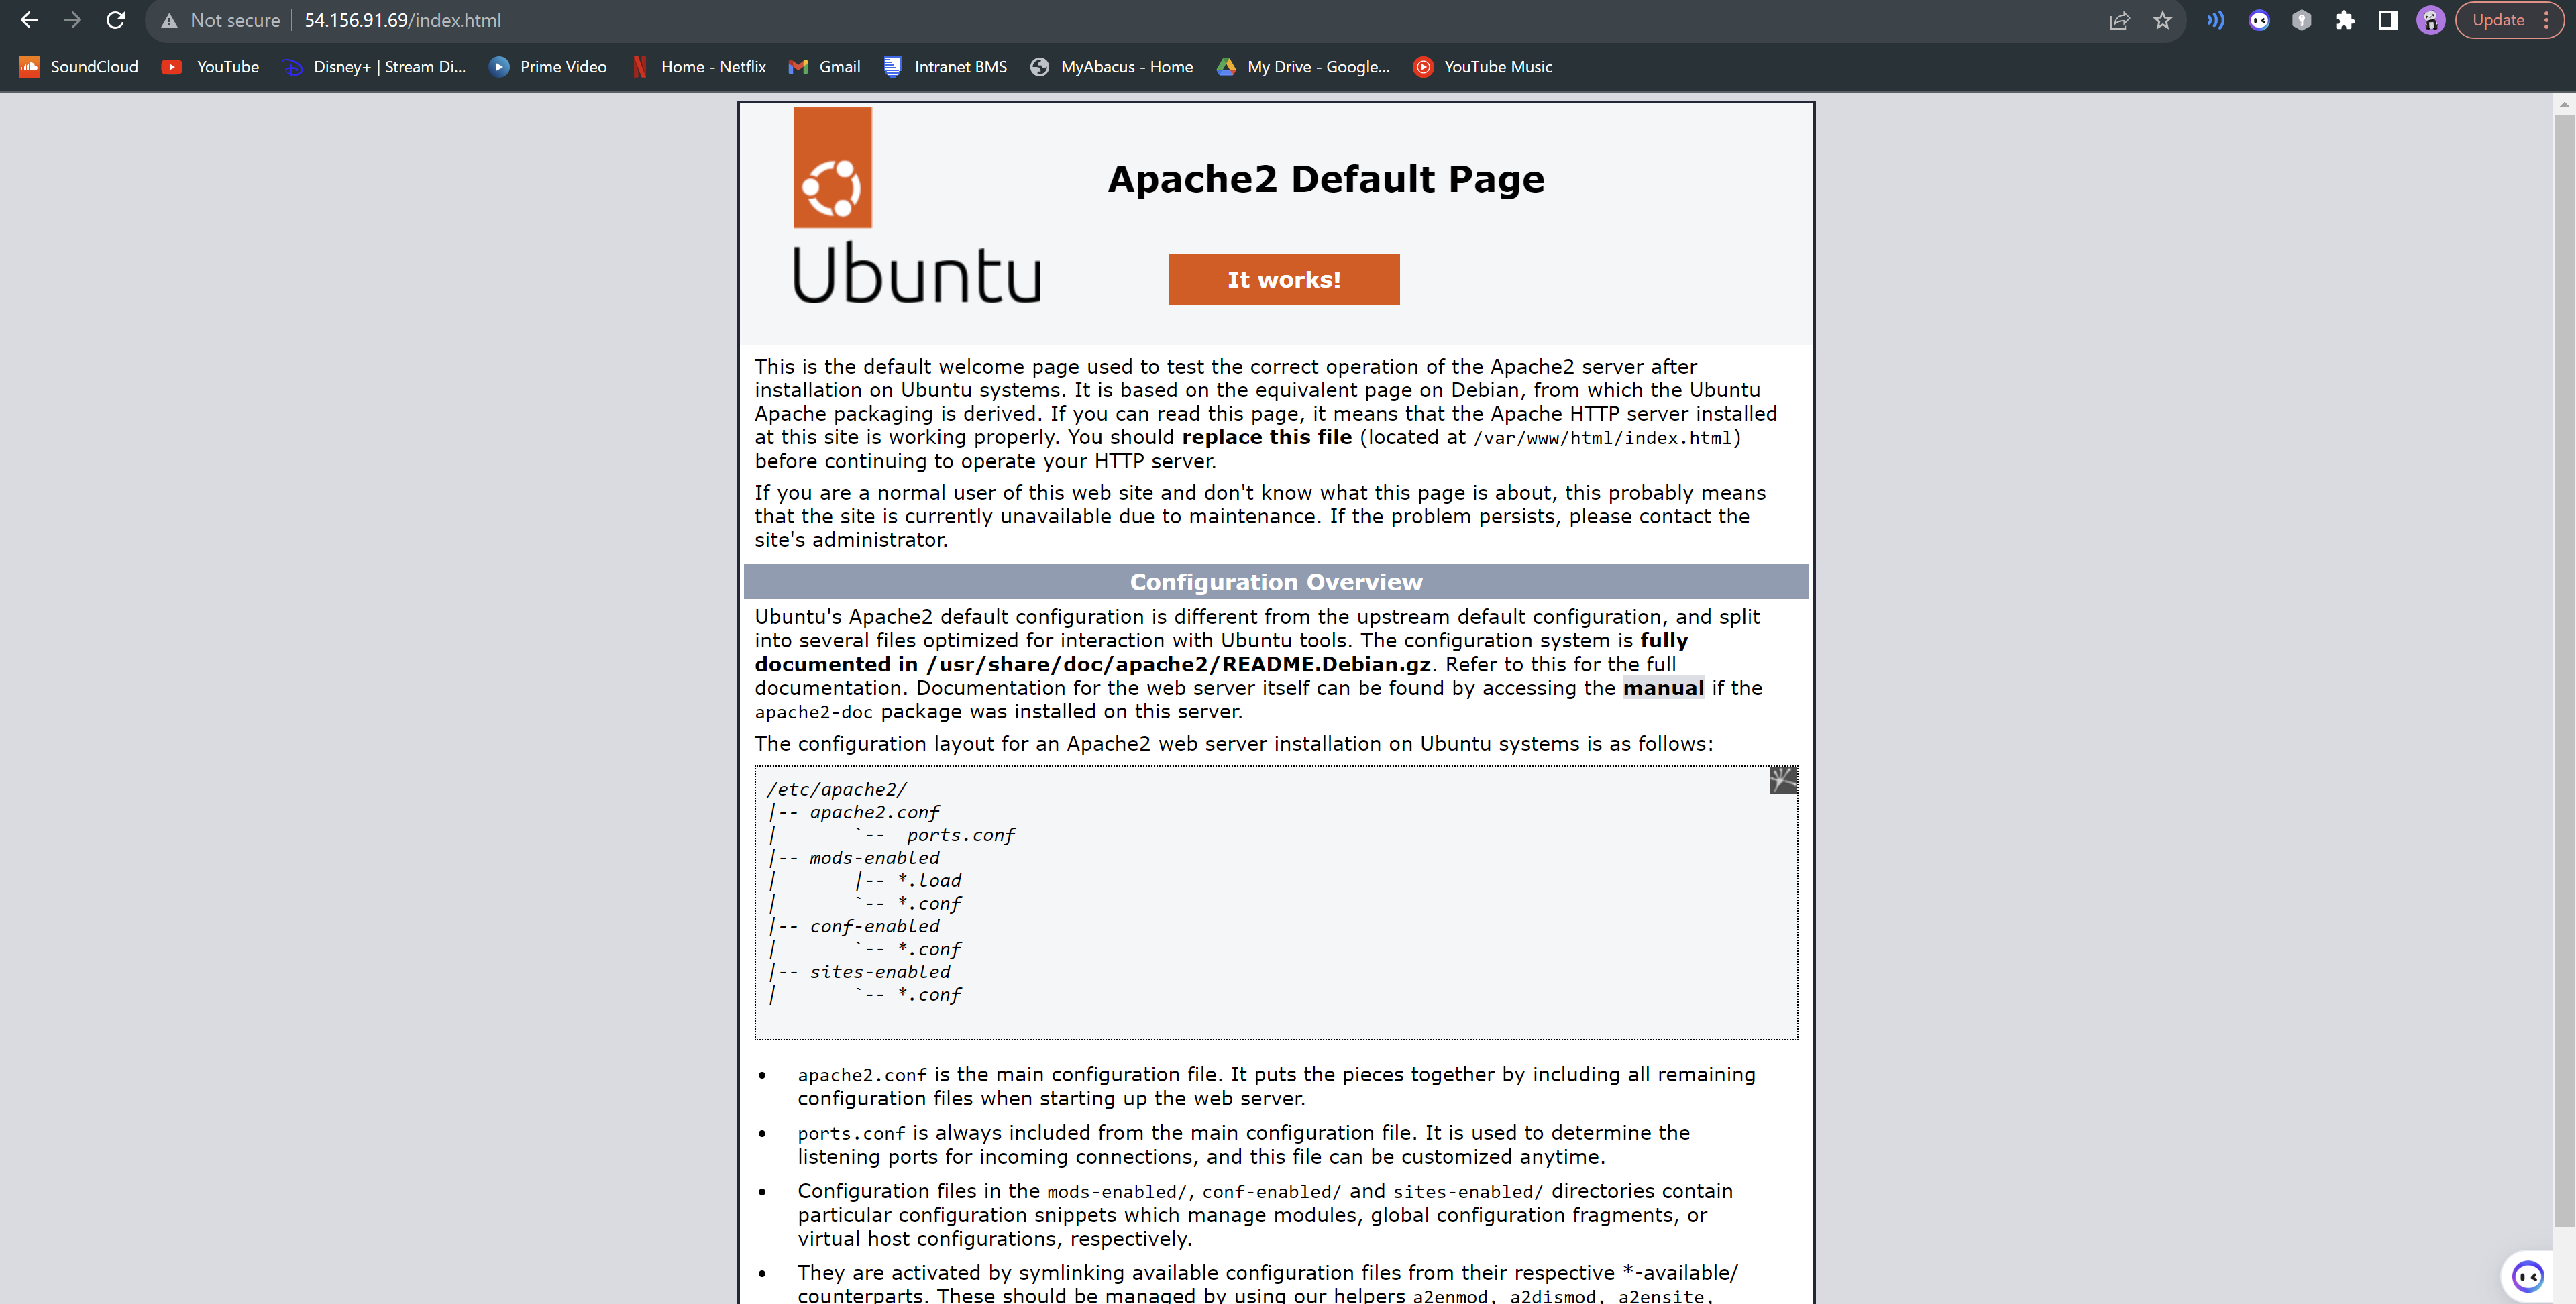 Not secure | 54.156.91.69/index.html
Update
SoundCloud YouTube Disney+ | Stream Di... Prime Video Home - Netflix Gmail Intranet BMS MyAbacus - Home My Drive - Google... YouTube Music
Ubuntu
Apache2 Default Page
It works!
This is the default welcome page used to test the correct operation of the Apache2 server after
installation on Ubuntu systems. It is based on the equivalent page on Debian, from which the Ubuntu
Apache packaging is derived. If you can read this page, it means that the Apache HTTP server installed
at this site is working properly. You should replace this file (located at /var/www/html/index.html)
before continuing to operate your HTTP server.
If you are a normal user of this web site and don't know what this page is about, this probably means
that the site is currently unavailable due to maintenance. If the problem persists, please contact the
site's administrator.
Configuration Overview
Ubuntu's Apache2 default configuration is different from the upstream default configuration, and split
into several files optimized for interaction with Ubuntu tools. The configuration system is fully
documented in /usr/share/doc/apache2/README.Debian.gz. Refer to this for the full
documentation. Documentation for the web server itself can be found by accessing the manual if the
apache2-doc package was installed on this server.
The configuration layout for an Apache2 web server installation on Ubuntu systems is as follows:
/etc/apache2/
|-- apache2.conf
|       `--  ports.conf
|-- mods-enabled
|       |-- *.load
|       `-- *.conf
|-- conf-enabled
|       `-- *.conf
|-- sites-enabled
|       `-- *.conf
• apache2.conf is the main configuration file. It puts the pieces together by including all remaining
configuration files when starting up the web server.
• ports.conf is always included from the main configuration file. It is used to determine the
listening ports for incoming connections, and this file can be customized anytime.
• Configuration files in the mods-enabled/, conf-enabled/ and sites-enabled/ directories contain
particular configuration snippets which manage modules, global configuration fragments, or
virtual host configurations, respectively.
• They are activated by symlinking available configuration files from their respective *-available/
counterparts. These should be managed by using our helpers a2enmod, a2dismod, a2ensite,